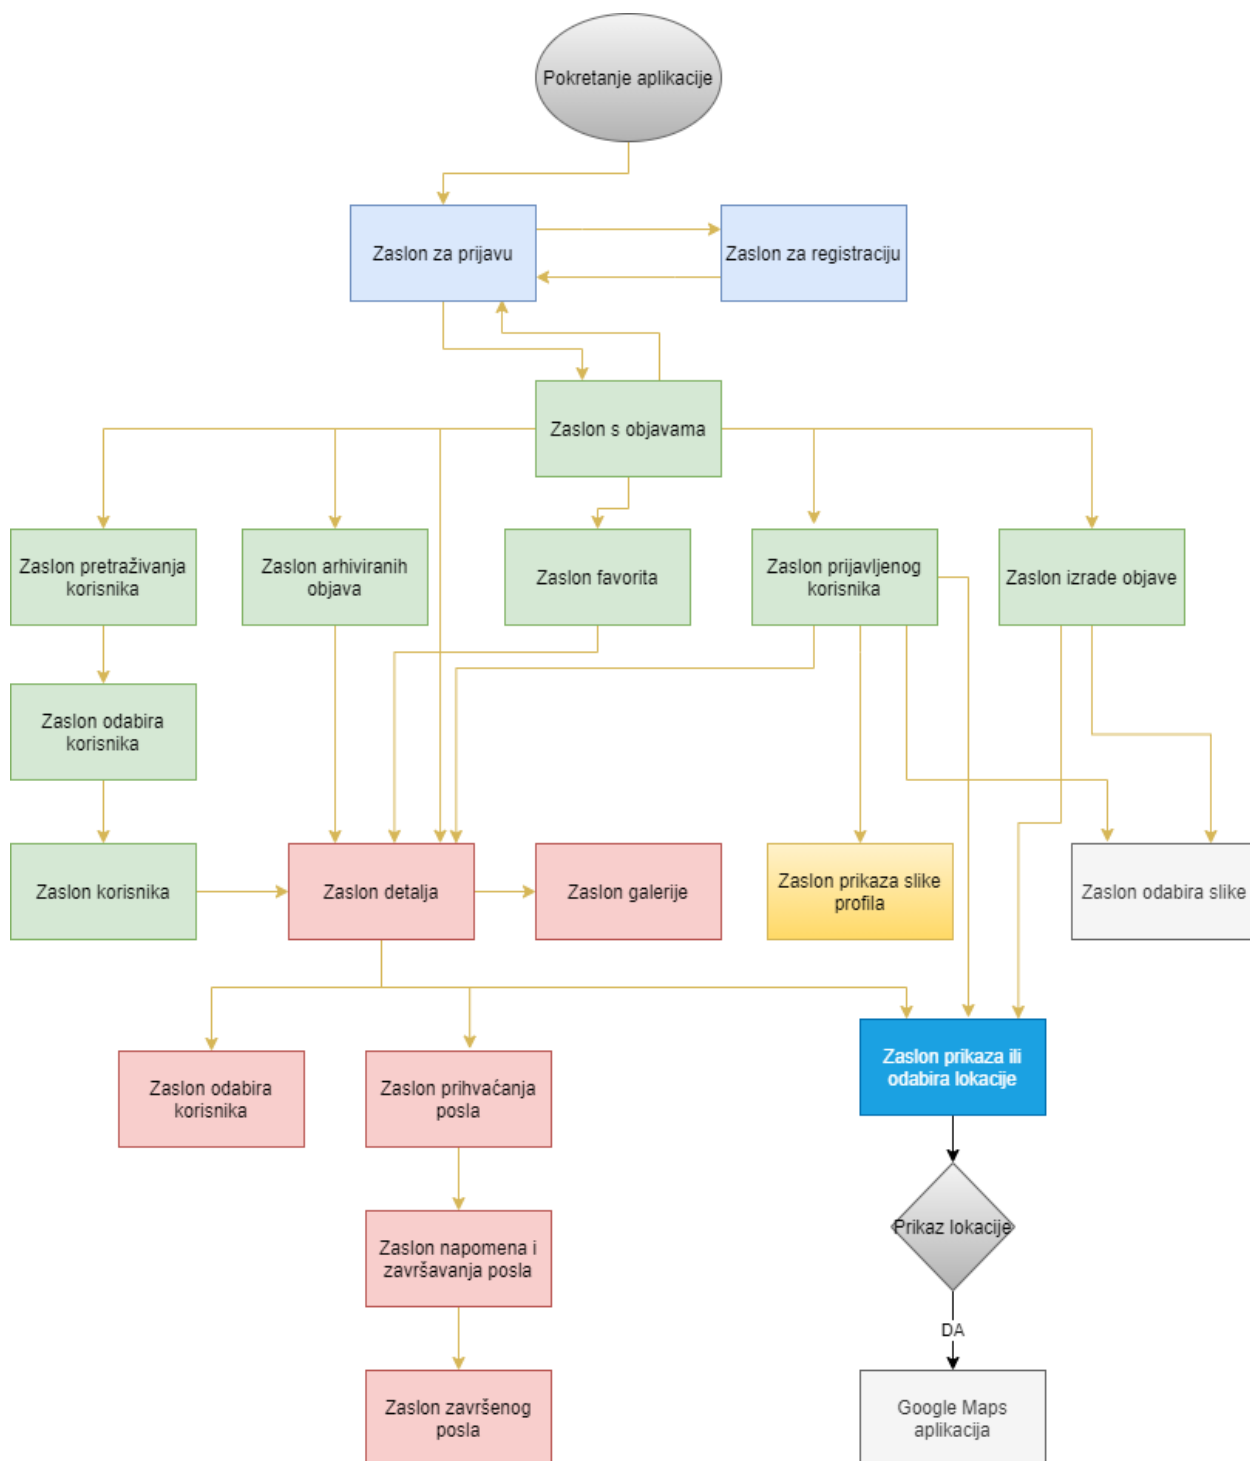 Pokretanje aplikacije
Zaslon za prijavu
Zaslon za registraciju
Zaslon s objavama
Zaslon pretraživanja
korisnika
Zaslon arhiviranih
objava
Zaslon favorita
Zaslon prijavljenog
korisnika
Zaslon izrade objave
Zaslon odabira
korisnika
Zaslon korisnika
Zaslon detalja
Zaslon galerije
Zaslon prikaza slike
profila
Zaslon odabira slike
Zaslon odabira
korisnika
Zaslon prihvaćanja
posla
Zaslon prikaza ili
odabira lokacije
Zaslon napomena i
završavanja posla
Prikaz lokacije
DA
Zaslon završenog
posla
Google Maps
aplikacija